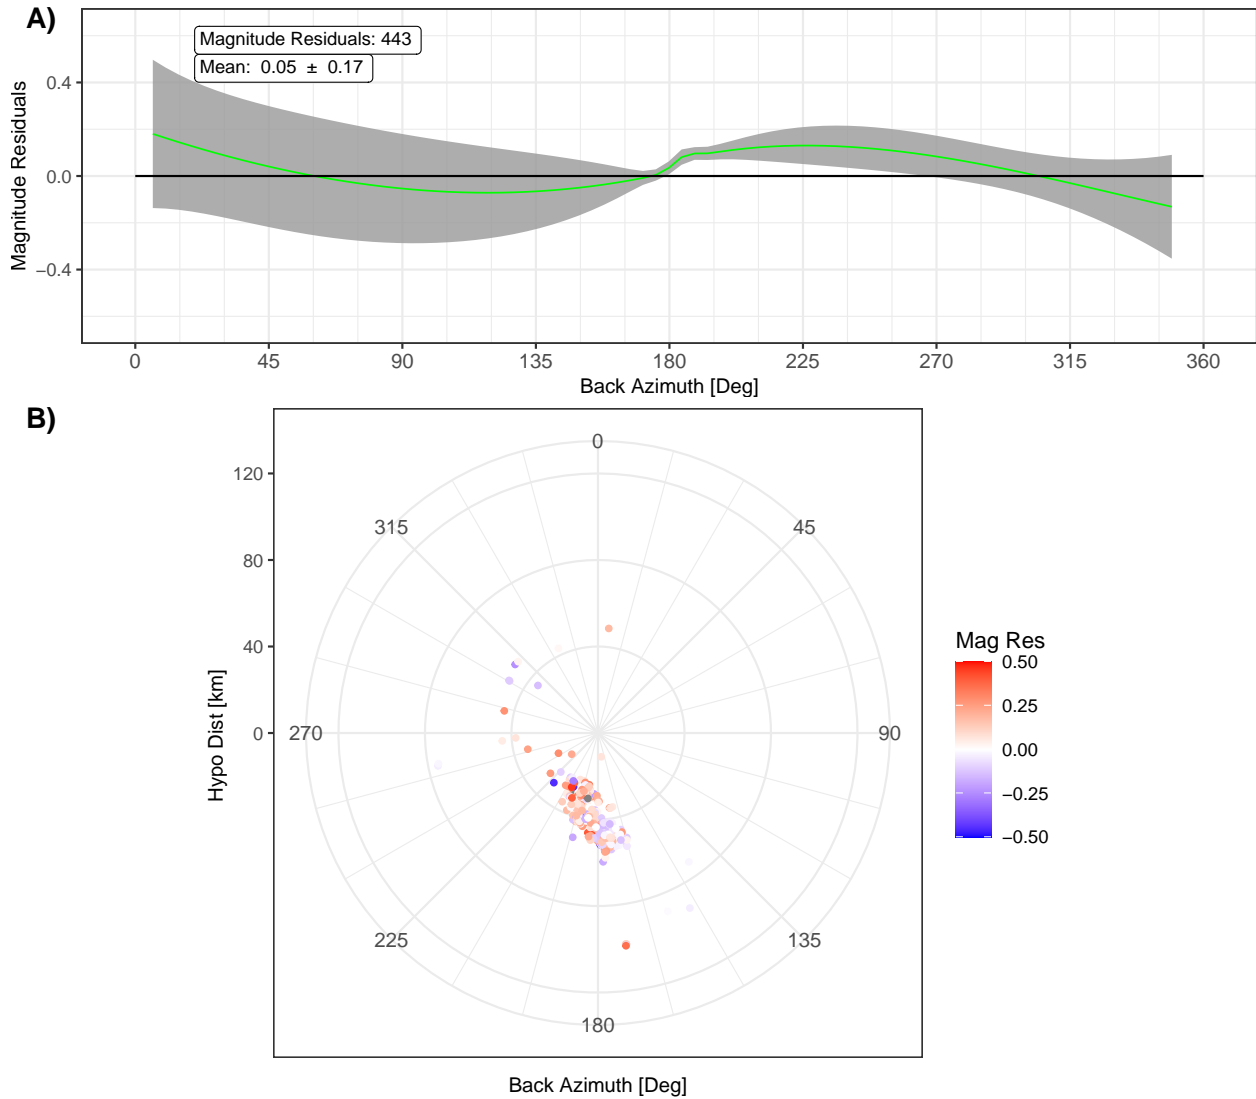 A)
Magnitude Residuals: 443
Mean:  0.05  ±  0.17
Magnitude Residuals
0.4
0.0
−0.4
0 45 90 135 180 225 270 315 360
Back Azimuth [Deg]
B)
Hypo Dist [km]
120
80
40
0
0
45
90
135
180
225
270
315
Back Azimuth [Deg]
Mag Res
0.50
0.25
0.00
−0.25
−0.50